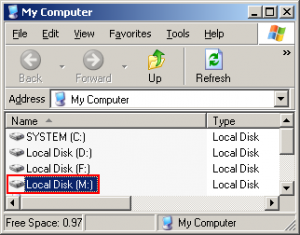 My Computer
File Edit View Favorites Tools Help
Back Forward Up Refresh
Address My Computer
Name Type
SYSTEM (C:) Local Disk
Local Disk (D:) Local Disk
Local Disk (F:) Local Disk
Local Disk (M:) Local Disk
Free Space: 0.97 My Computer